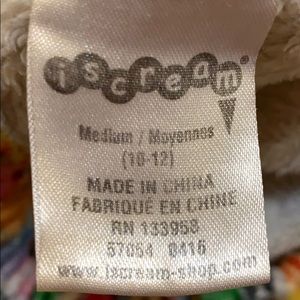 iscream®
Medium / Moyennes
(10-12)
MADE IN CHINA
FABRIQUÉ EN CHINE
RN 133958
57054 0416
www.iscream-shop.com